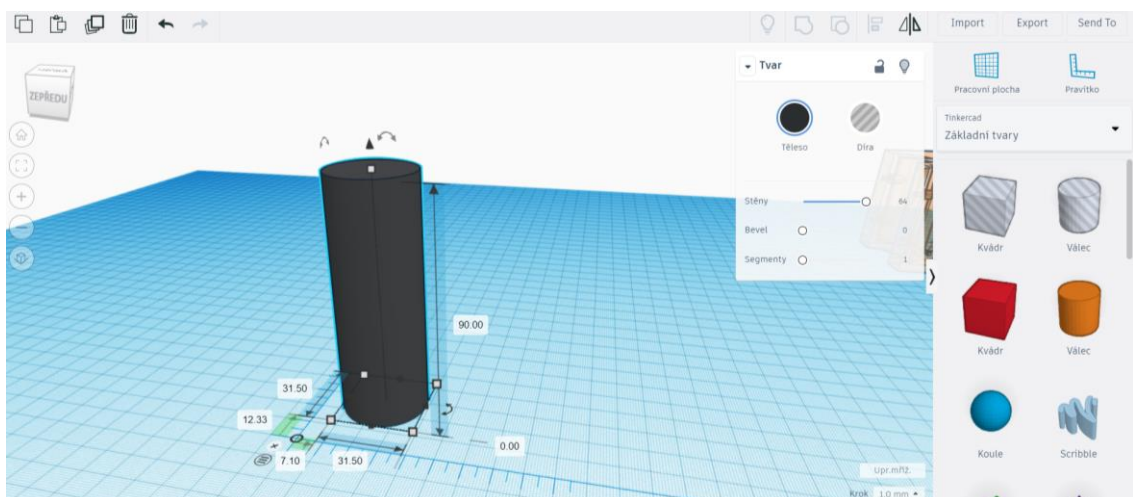 Import Export Send To
ZEPŘEDU
Tvar
Těleso Díra
Stěny 64
Bevel 0
Segmenty 1
Pracovní plocha Pravítko
Tinkercad
Základní tvary
Kvádr Válec
Kvádr Válec
Koule Scribble
90.00
31.50
12.33
7.10 31.50
0.00
Upr.mříž.
Krok 1.0 mm